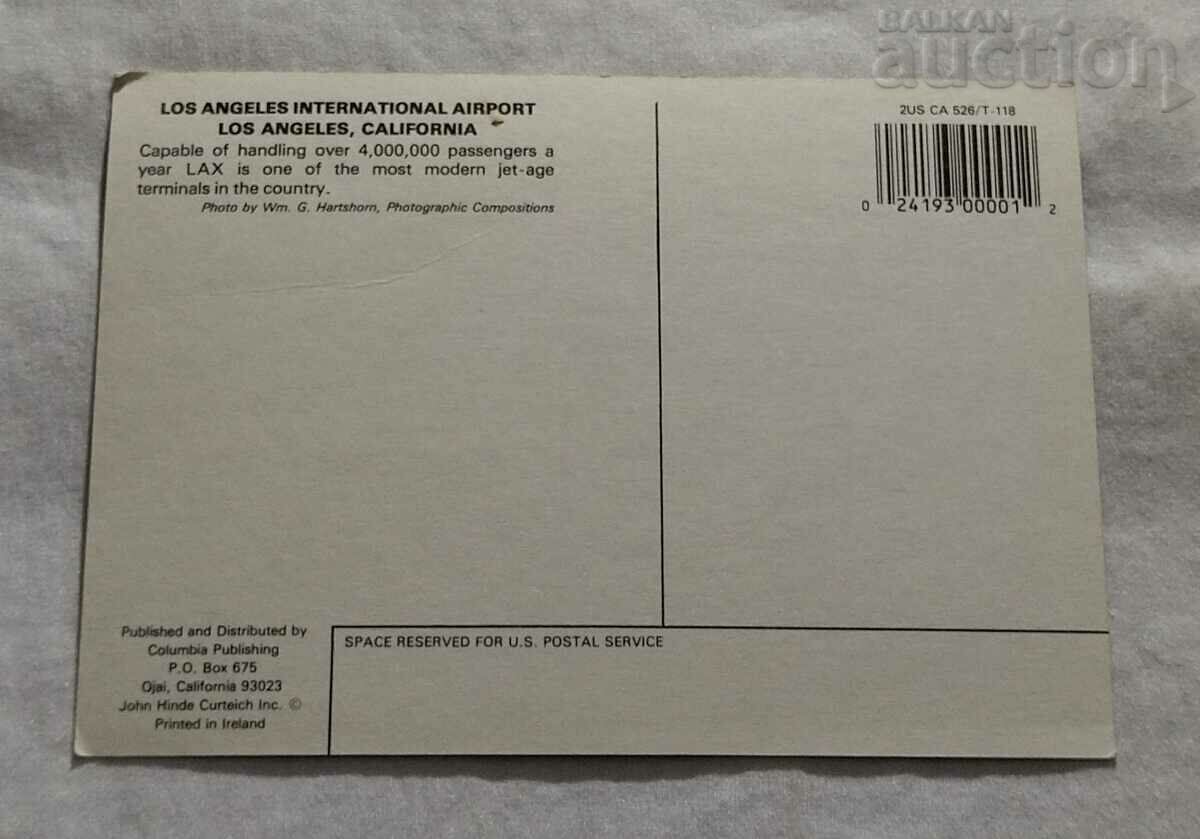 BALKAN
auction
LOS ANGELES INTERNATIONAL AIRPORT
LOS ANGELES, CALIFORNIA
Capable of handling over 4,000,000 passengers a
year LAX is one of the most modern jet-age
terminals in the country.
Photo by Wm. G. Hartshorn, Photographic Compositions
2US CA 526/T-118
0 24193 00001 2
Published and Distributed by
Columbia Publishing
P.O. Box 675
Ojai, California 93023
John Hinde Curteich Inc. ©
Printed in Ireland
SPACE RESERVED FOR U.S. POSTAL SERVICE